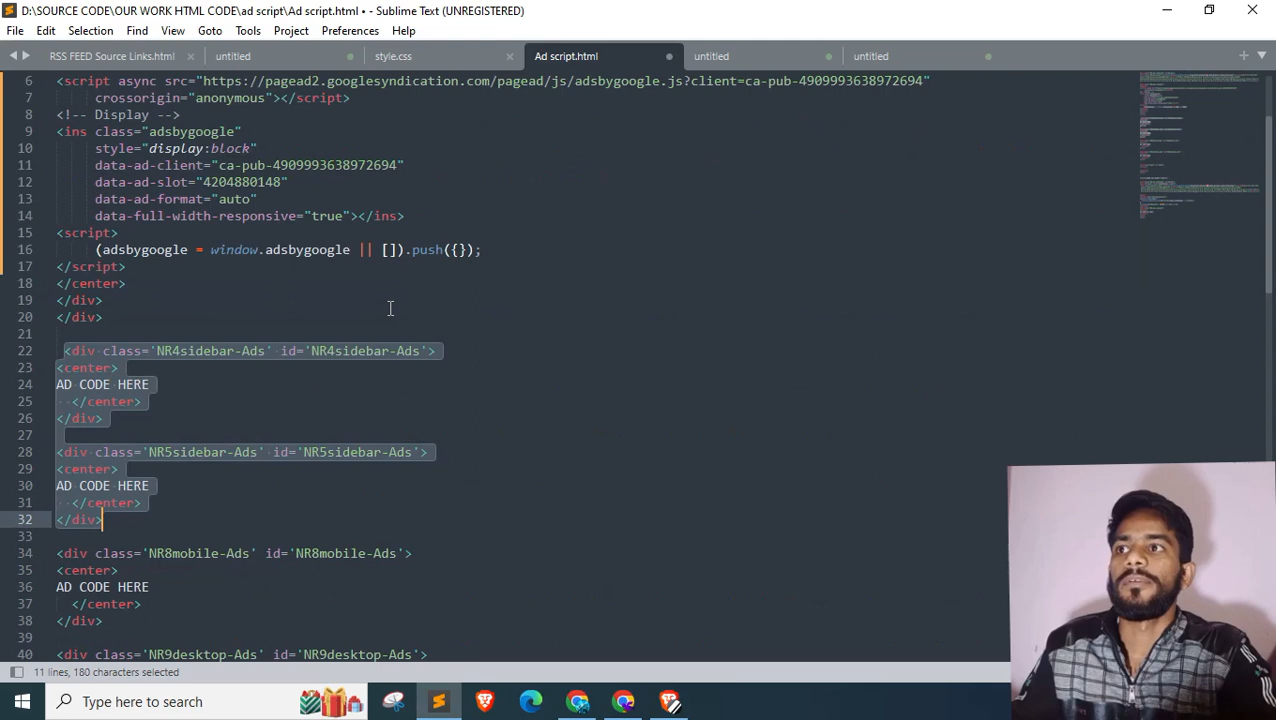 D:\SOURCE CODE\OUR WORK HTML CODE\ad script\Ad script.html • - Sublime Text (UNREGISTERED)
File Edit Selection Find View Goto Tools Project Preferences Help
RSS FEED Source Links.html untitled style.css Ad script.html untitled untitled
6 <script async src="https://pagead2.googlesyndication.com/pagead/js/adsbygoogle.js?client=ca-pub-4909993638972694"
7 crossorigin="anonymous"></script>
8 <!-- Display -->
9 <ins class="adsbygoogle"
10 style="display:block"
11 data-ad-client="ca-pub-4909993638972694"
12 data-ad-slot="4204880148"
13 data-ad-format="auto"
14 data-full-width-responsive="true"></ins>
15 <script>
16 (adsbygoogle = window.adsbygoogle || []).push({});
17 </script>
18 </center>
19 </div>
20 </div>
21
22 <div class='NR4sidebar-Ads' id='NR4sidebar-Ads'>
23 <center>
24 AD CODE HERE
25 </center>
26 </div>
27
28 <div class='NR5sidebar-Ads' id='NR5sidebar-Ads'>
29 <center>
30 AD CODE HERE
31 </center>
32 </div>
33
34 <div class='NR8mobile-Ads' id='NR8mobile-Ads'>
35 <center>
36 AD CODE HERE
37 </center>
38 </div>
39
40 <div class='NR9desktop-Ads' id='NR9desktop-Ads'>
11 lines, 180 characters selected
Type here to search